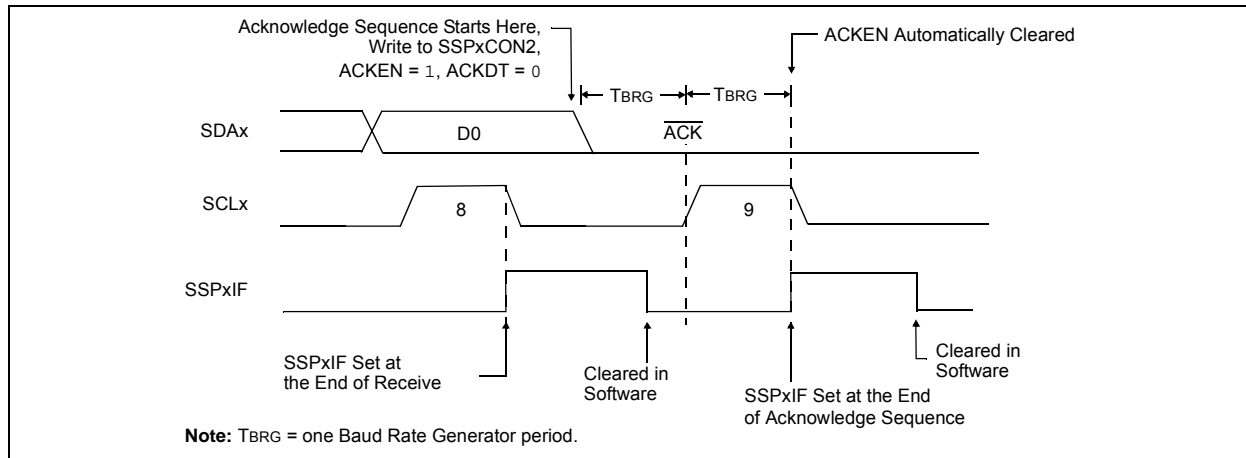 Acknowledge Sequence Starts Here,
Write to SSPxCON2,
ACKEN = 1, ACKDT = 0
ACKEN Automatically Cleared
TBRG
TBRG
SDAx
D0
ACK
SCLx
8
9
SSPxIF
SSPxIF Set at
the End of Receive
Cleared in
Software
SSPxIF Set at the End
of Acknowledge Sequence
Cleared in
Software
Note: TBRG = one Baud Rate Generator period.